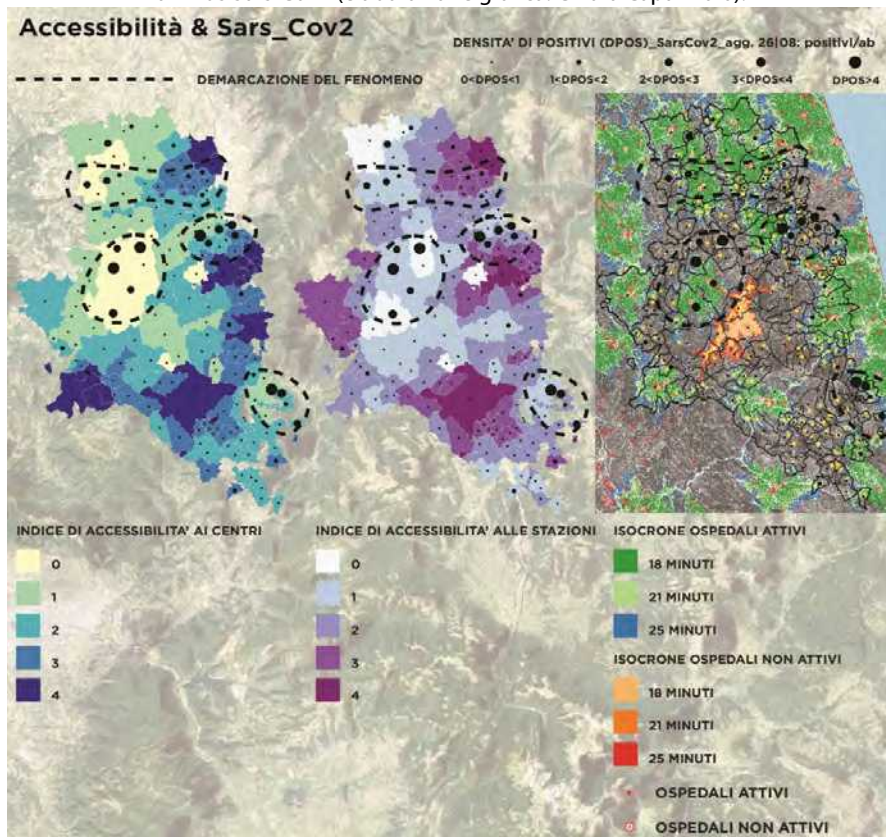 Accessibilità & Sars_Cov2
DENSITA' DI POSITIVI (DPOS)_SarsCov2_agg. 26|08: positivi/ab
DEMARCAZIONE DEL FENOMENO
0<DPOS<1
1<DPOS<2
2<DPOS<3
3<DPOS<4
DPOS>4
INDICE DI ACCESSIBILITA' AI CENTRI
0
1
2
3
4
INDICE DI ACCESSIBILITA' ALLE STAZIONI
0
1
2
3
4
ISOCRONE OSPEDALI ATTIVI
18 MINUTI
21 MINUTI
25 MINUTI
ISOCRONE OSPEDALI NON ATTIVI
18 MINUTI
21 MINUTI
25 MINUTI
OSPEDALI ATTIVI
OSPEDALI NON ATTIVI